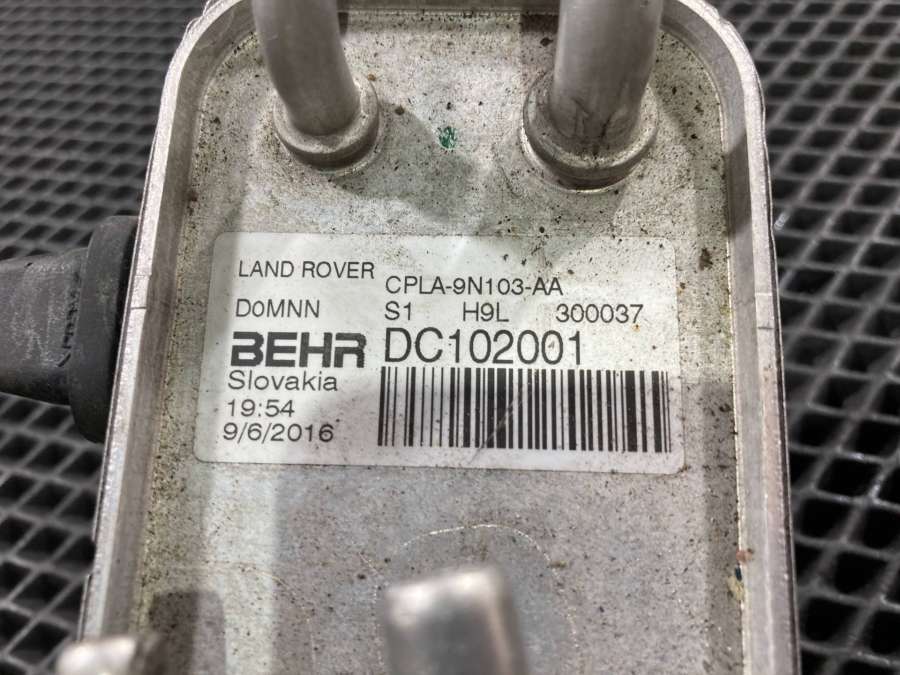 LAND ROVER
CPLA-9N103-AA
D0MNN S1 H9L 300037
BEHR DC102001
Slovakia
19:54
9/6/2016